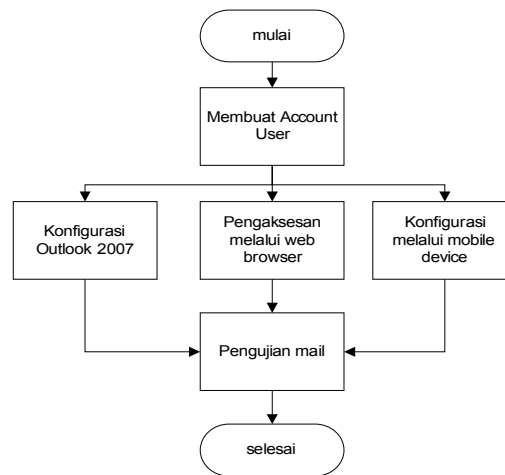 mulai
Membuat Account
User
Konfigurasi
Outlook 2007
Pengaksesan
melalui web
browser
Konfigurasi
melalui mobile
device
Pengujian mail
selesai